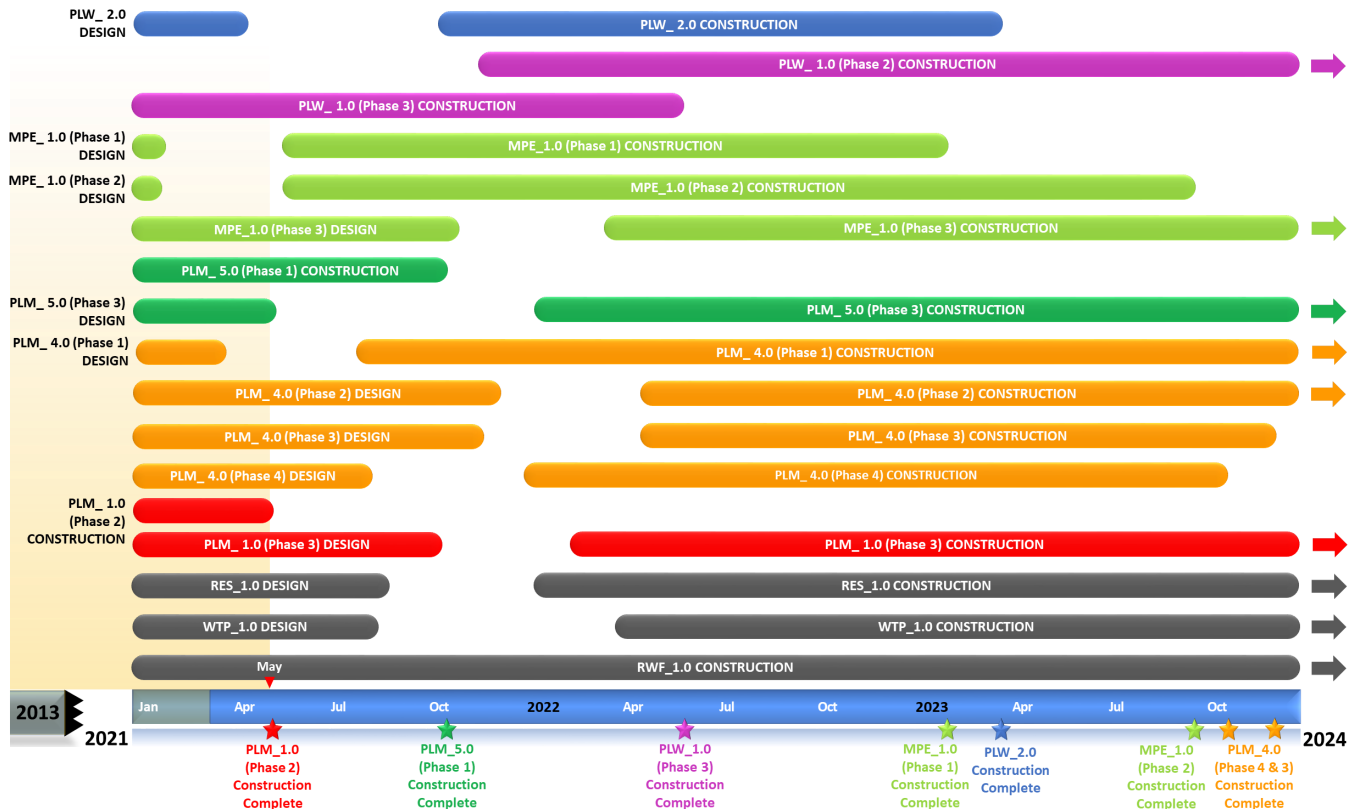 PLW_ 2.0
DESIGN
PLW_ 2.0 CONSTRUCTION
PLW_ 1.0 (Phase 2) CONSTRUCTION
PLW_ 1.0 (Phase 3) CONSTRUCTION
MPE_ 1.0 (Phase 1)
DESIGN
MPE_1.0 (Phase 1) CONSTRUCTION
MPE_ 1.0 (Phase 2)
DESIGN
MPE_1.0 (Phase 2) CONSTRUCTION
MPE_1.0 (Phase 3) DESIGN
MPE_1.0 (Phase 3) CONSTRUCTION
PLM_ 5.0 (Phase 1) CONSTRUCTION
PLM_ 5.0 (Phase 3)
DESIGN
PLM_ 5.0 (Phase 3) CONSTRUCTION
PLM_ 4.0 (Phase 1)
DESIGN
PLM_ 4.0 (Phase 1) CONSTRUCTION
PLM_ 4.0 (Phase 2) DESIGN
PLM_ 4.0 (Phase 2) CONSTRUCTION
PLM_ 4.0 (Phase 3) DESIGN
PLM_ 4.0 (Phase 3) CONSTRUCTION
PLM_ 4.0 (Phase 4) DESIGN
PLM_ 4.0 (Phase 4) CONSTRUCTION
PLM_ 1.0
(Phase 2)
CONSTRUCTION
PLM_ 1.0 (Phase 3) DESIGN
PLM_ 1.0 (Phase 3) CONSTRUCTION
RES_1.0 DESIGN
RES_1.0 CONSTRUCTION
WTP_1.0 DESIGN
WTP_1.0 CONSTRUCTION
May
RWF_1.0 CONSTRUCTION
2013
Jan Apr Jul Oct 2022 Apr Jul Oct 2023 Apr Jul Oct
2021
2024
PLM_1.0
(Phase 2)
Construction
Complete
PLM_5.0
(Phase 1)
Construction
Complete
PLW_1.0
(Phase 3)
Construction
Complete
MPE_1.0
(Phase 1)
Construction
Complete
PLW_2.0
Construction
Complete
MPE_1.0
(Phase 2)
Construction
Complete
PLM_4.0
(Phase 4 & 3)
Construction
Complete